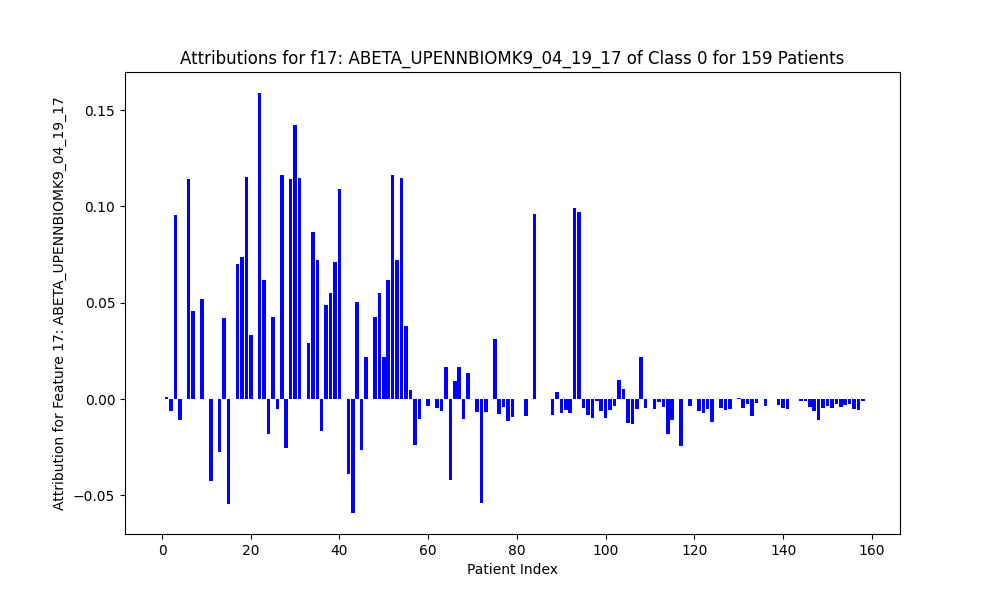 Attributions for f17: ABETA_UPENNBIOMK9_04_19_17 of Class 0 for 159 Patients
Attribution for Feature 17: ABETA_UPENNBIOMK9_04_19_17
0.15
0.10
0.05
0.00
−0.05
0 20 40 60 80 100 120 140 160
Patient Index